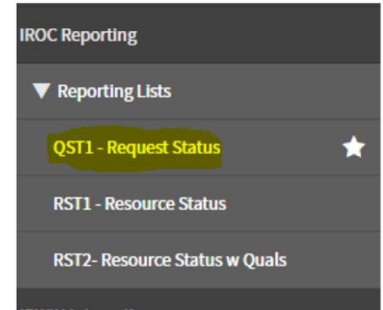 IROC Reporting
▼ Reporting Lists
QST1 - Request Status
RST1 - Resource Status
RST2- Resource Status w Quals